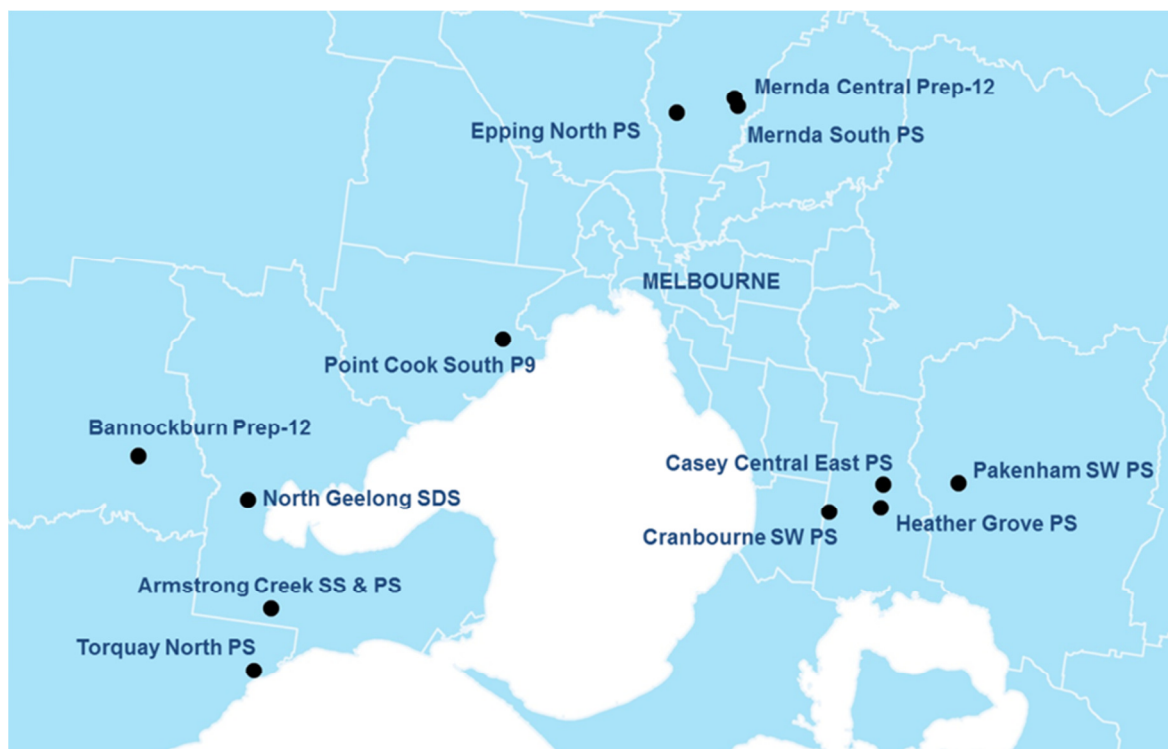 Mernda Central Prep-12
Epping North PS
Mernda South PS
MELBOURNE
Point Cook South P9
Bannockburn Prep-12
Casey Central East PS
Pakenham SW PS
North Geelong SDS
Heather Grove PS
Cranbourne SW PS
Armstrong Creek SS & PS
Torquay North PS